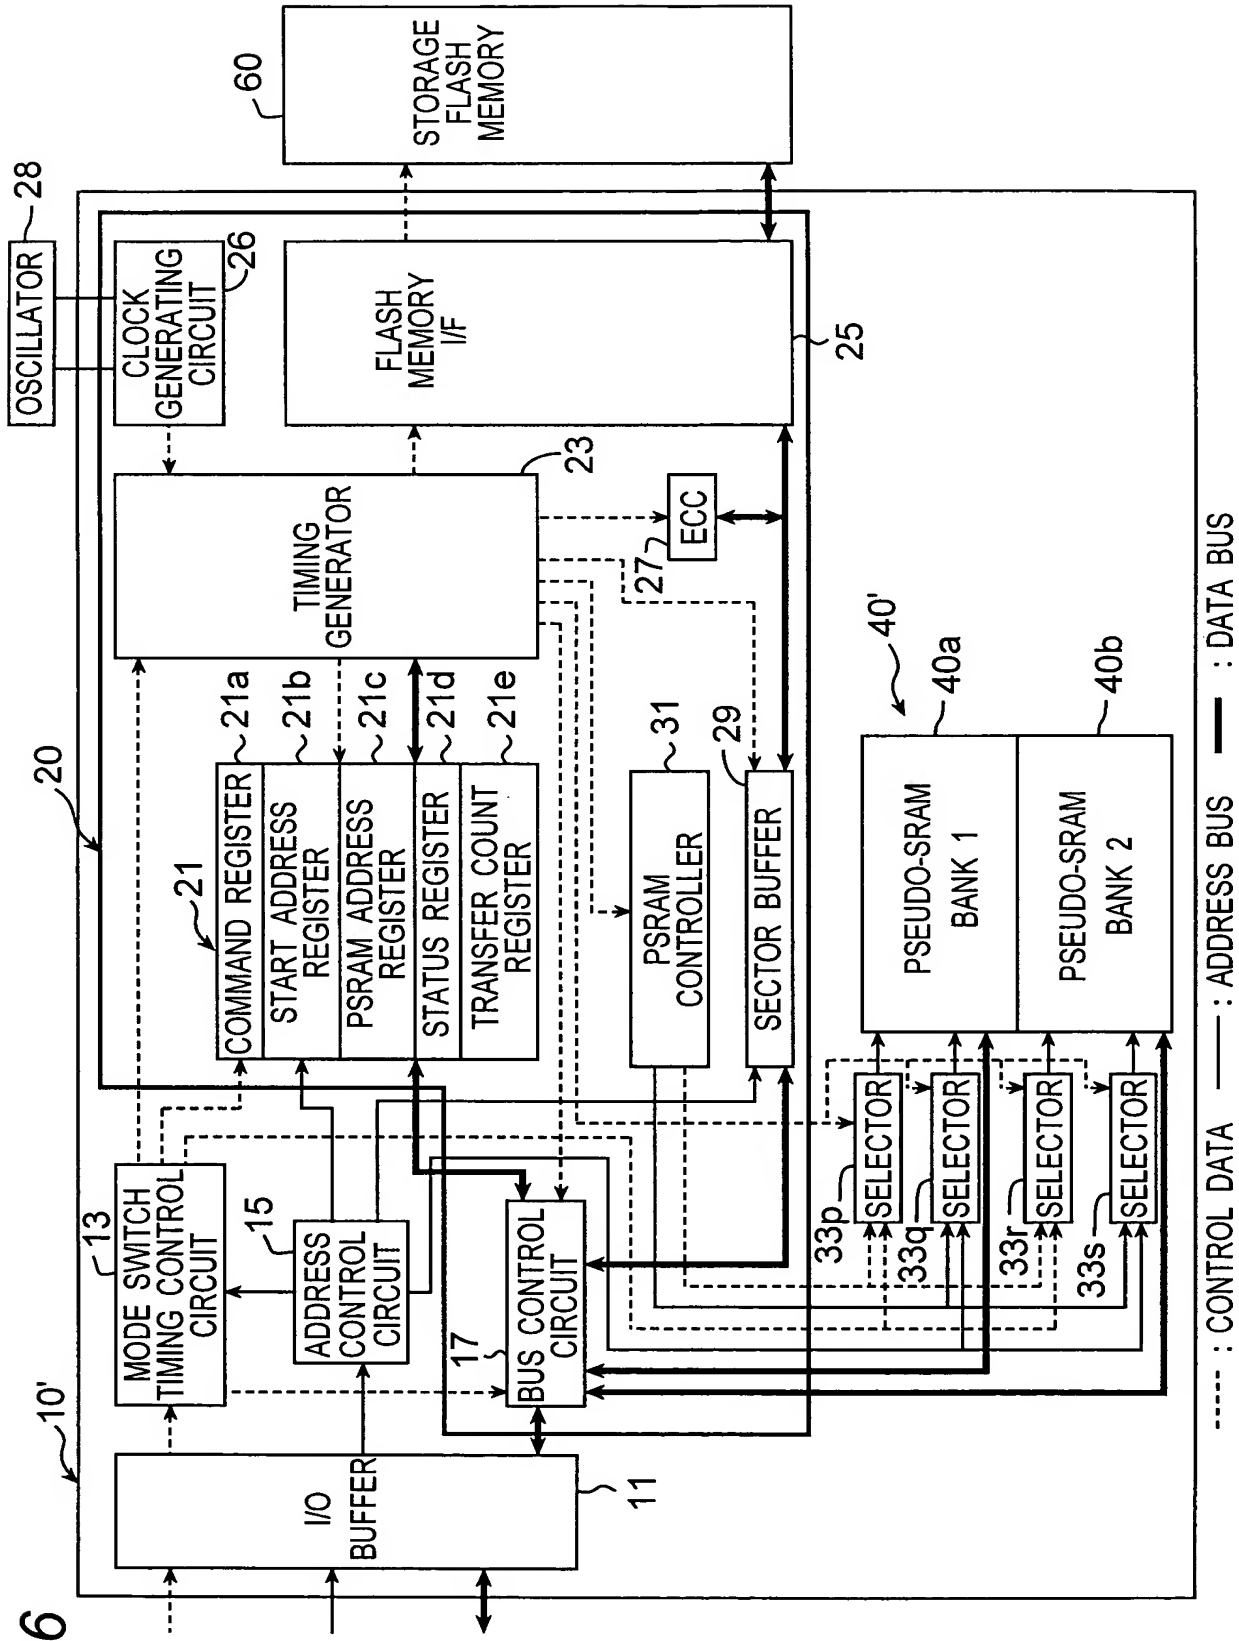 6
10'
20
OSCILLATOR
28
CLOCK
GENERATING
CIRCUIT
26
60
STORAGE
FLASH
MEMORY
FLASH
MEMORY
I/F
25
TIMING
GENERATOR
23
13
MODE SWITCH
TIMING CONTROL
CIRCUIT
15
ADDRESS
CONTROL
CIRCUIT
17
BUS CONTROL
CIRCUIT
I/O
BUFFER
11
21
COMMAND REGISTER
21a
START ADDRESS
REGISTER
21b
PSRAM ADDRESS
REGISTER
21c
STATUS REGISTER
21d
TRANSFER COUNT
REGISTER
21e
27
ECC
PSRAM
CONTROLLER
31
SECTOR BUFFER
29
33p
SELECTOR
33q
SELECTOR
33r
SELECTOR
33s
SELECTOR
40'
PSEUDO-SRAM
BANK 1
40a
PSEUDO-SRAM
BANK 2
40b
: CONTROL DATA
: ADDRESS BUS
: DATA BUS